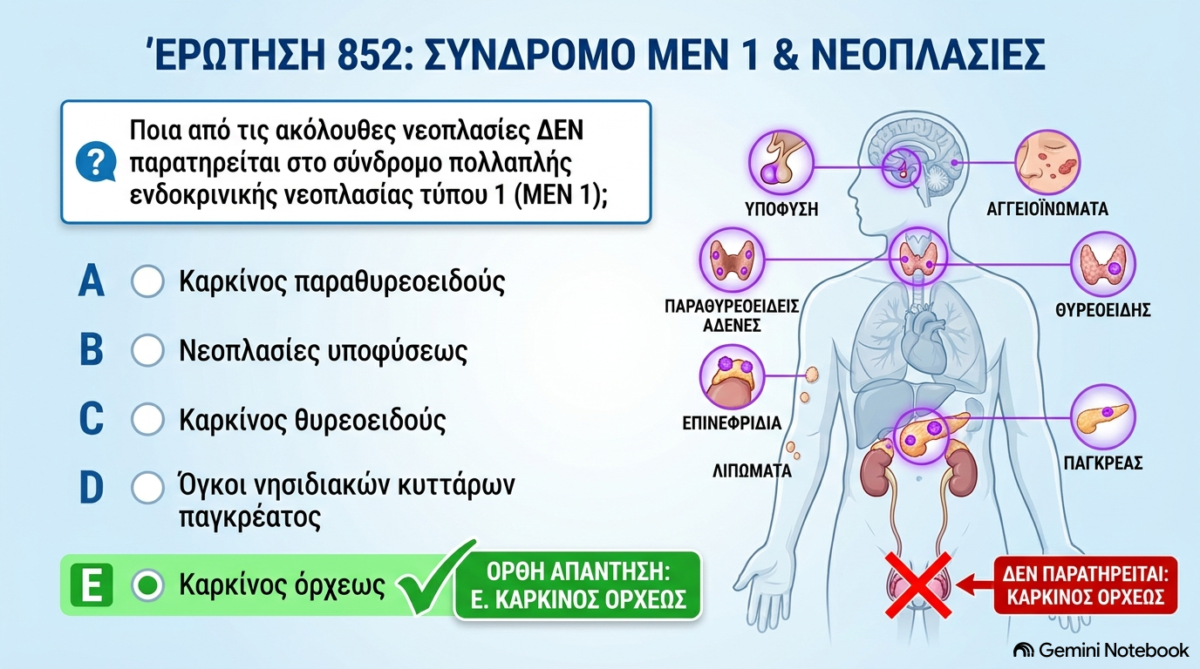 ΈΡΩΤΗΣΗ 852: ΣΥΝΔΡΟΜΟ MEN 1 & ΝΕΟΠΛΑΣΙΕΣ
?
Ποια από τις ακόλουθες νεοπλασίες ΔΕΝ
παρατηρείται στο σύνδρομο πολλαπλής
ενδοκρινικής νεοπλασίας τύπου 1 (MEN 1);
A Καρκίνος παραθυρεοειδούς
B Νεοπλασίες υποφύσεως
C Καρκίνος θυρεοειδούς
D Όγκοι νησιδιακών κυττάρων
παγκρέατος
E Καρκίνος όρχεως
ΟΡΘΗ ΑΠΑΝΤΗΣΗ:
Ε. ΚΑΡΚΙΝΟΣ ΟΡΧΕΩΣ
ΥΠΟΦΥΣΗ
ΑΓΓΕΙΟΪΝΩΜΑΤΑ
ΠΑΡΑΘΥΡΕΟΕΙΔΕΙΣ
ΑΔΕΝΕΣ
ΘΥΡΕΟΕΙΔΗΣ
ΕΠΙΝΕΦΡΙΔΙΑ
ΛΙΠΩΜΑΤΑ
ΠΑΓΚΡΕΑΣ
ΔΕΝ ΠΑΡΑΤΗΡΕΙΤΑΙ:
ΚΑΡΚΙΝΟΣ ΟΡΧΕΩΣ
Gemini Notebook